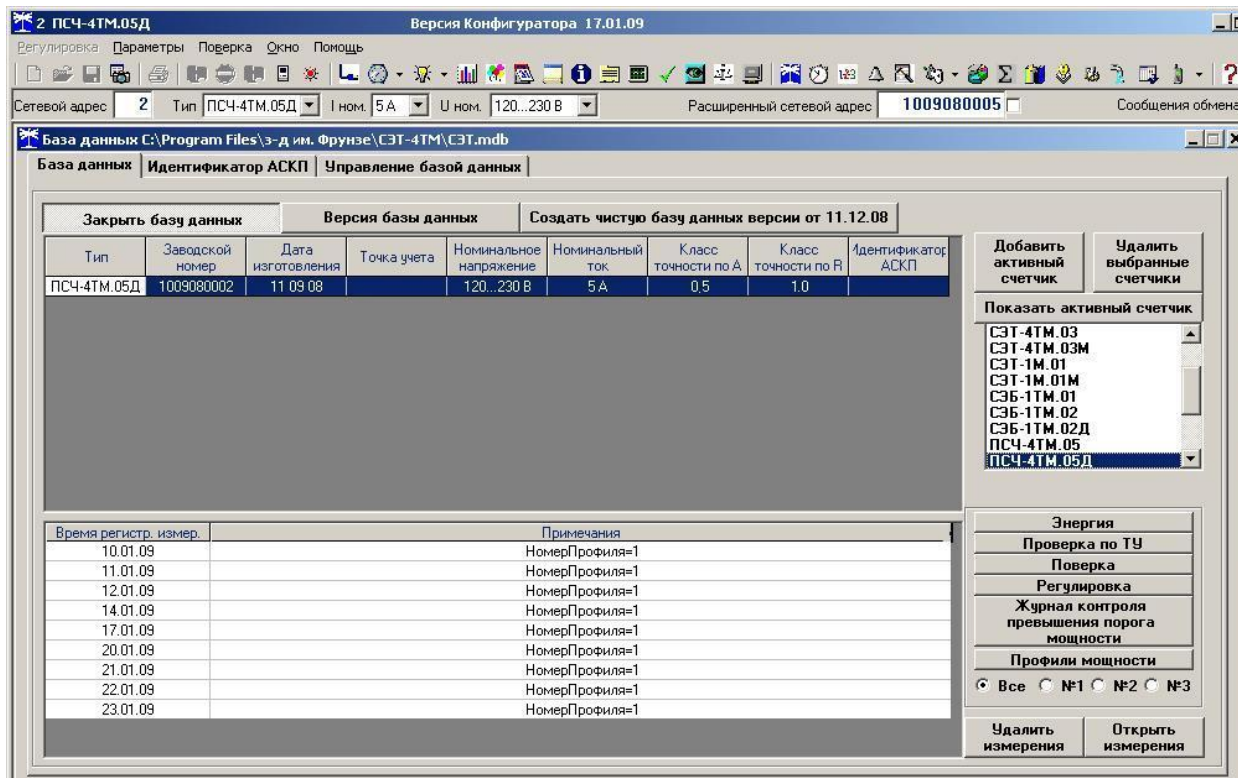 2 ПСЧ-4ТМ.05Д Версия Конфигуратора 17.01.09
Регулировка Параметры Поверка Окно Помощь
Сетевой адрес 2 Тип ПСЧ-4ТМ.05Д I ном. 5 А U ном. 120...230 В Расширенный сетевой адрес 1009080005 Сообщения обмена
База данных C:\Program Files\з-д им. Фрунзе\СЭТ-4ТМ\СЭТ.mdb
База данных Идентификатор АСКП Управление базой данных
Закрыть базу данных Версия базы данных Создать чистую базу данных версии от 11.12.08
Тип Заводской номер Дата изготовления Точка учета Номинальное напряжение Номинальный ток Класс точности по А Класс точности по R Идентификатор АСКП
ПСЧ-4ТМ.05Д 1009080002 11 09 08 120...230 В 5 А 0,5 1.0
Добавить активный счетчик
Удалить выбранные счетчики
Показать активный счетчик
СЭТ-4ТМ.03
СЭТ-4ТМ.03М
СЭТ-1М.01
СЭТ-1М.01М
СЭБ-1ТМ.01
СЭБ-1ТМ.02
СЭБ-1ТМ.02Д
ПСЧ-4ТМ.05
ПСЧ-4ТМ.05Д
Время регистр. измер. Примечания
10.01.09 НомерПрофиля=1
11.01.09 НомерПрофиля=1
12.01.09 НомерПрофиля=1
14.01.09 НомерПрофиля=1
17.01.09 НомерПрофиля=1
20.01.09 НомерПрофиля=1
21.01.09 НомерПрофиля=1
22.01.09 НомерПрофиля=1
23.01.09 НомерПрофиля=1
Энергия
Проверка по ТУ
Поверка
Регулировка
Журнал контроля
превышения порога
мощности
Профили мощности
Все №1 №2 №3
Удалить измерения
Открыть измерения